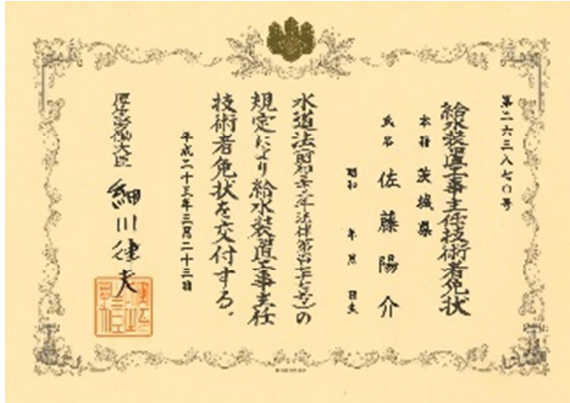 第二六三八七〇号
給水装置工事主任技術者免状
本籍 茨城県
氏名 佐藤陽介
昭和 年 月 日生
水道法(昭和三十二年法律第百七十七号)の
規定により給水装置工事主任
技術者免状を交付する。
平成二十三年三月二十三日
厚生労働大臣 細川律夫